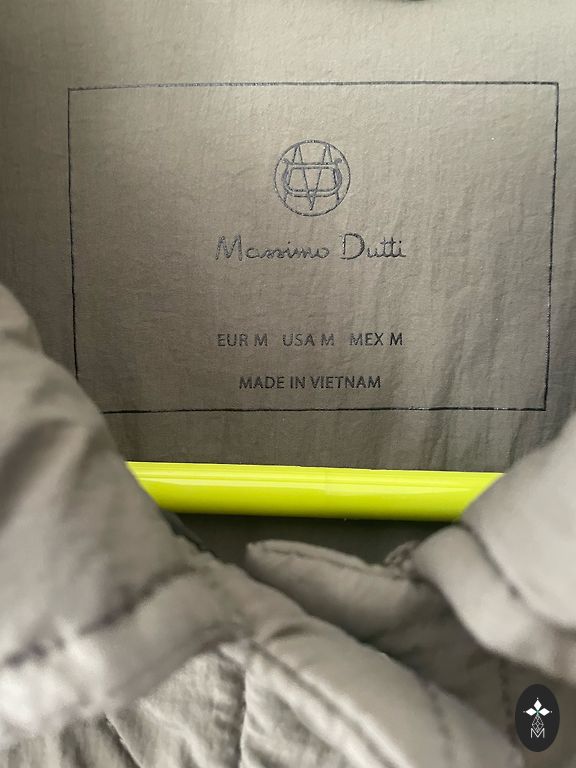 Massimo Dutti
EUR M USA M MEX M
MADE IN VIETNAM